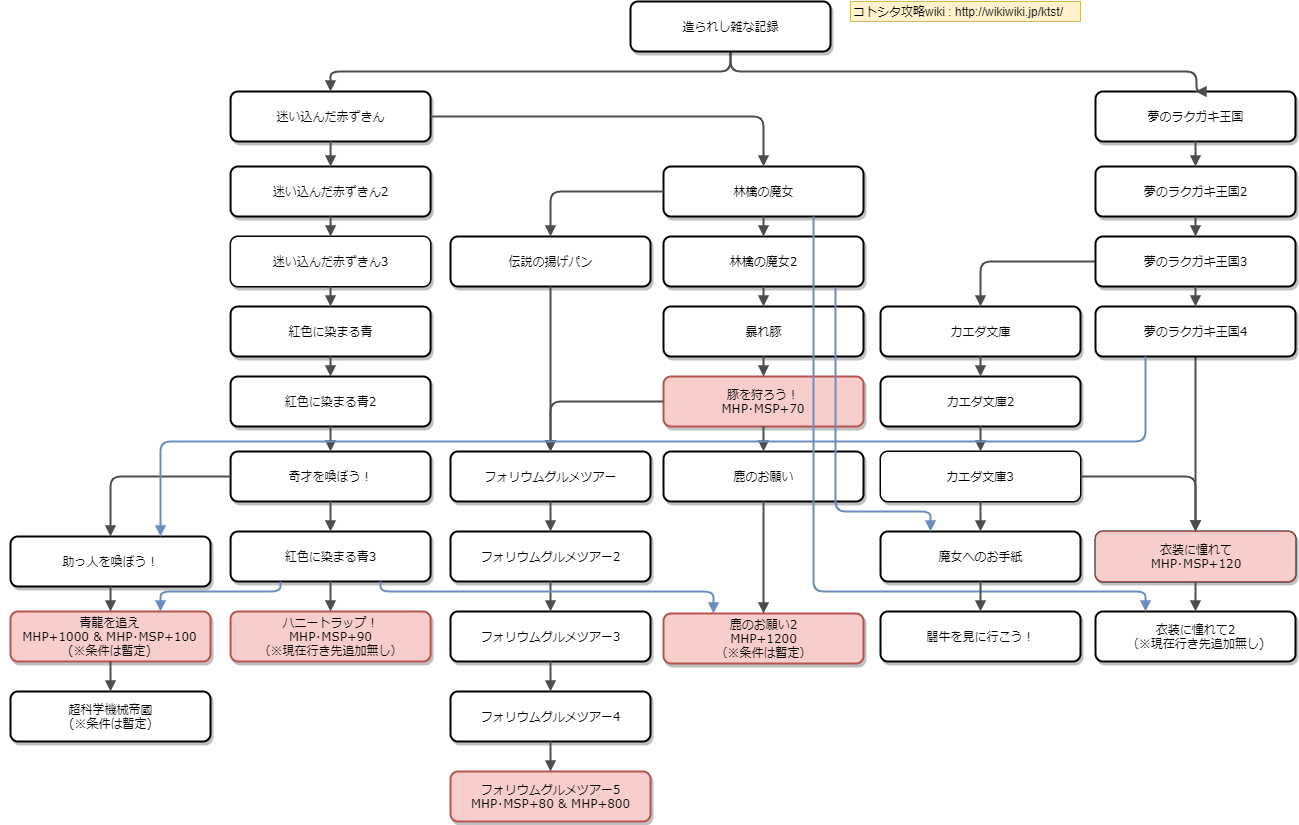 造られし雑な記録
コトシタ攻略wiki : http://wikiwiki.jp/ktst/
迷い込んだ赤ずきん
夢のラクガキ王国
迷い込んだ赤ずきん2
林檎の魔女
夢のラクガキ王国2
迷い込んだ赤ずきん3
伝説の揚げパン
林檎の魔女2
夢のラクガキ王国3
紅色に染まる青
暴れ豚
カエダ文庫
夢のラクガキ王国4
紅色に染まる青2
豚を狩ろう！
MHP･MSP+70
カエダ文庫2
奇才を喚ぼう！
フォリウムグルメツアー
鹿のお願い
カエダ文庫3
助っ人を喚ぼう！
紅色に染まる青3
フォリウムグルメツアー2
魔女へのお手紙
衣装に憧れて
MHP･MSP+120
青龍を追え
MHP+1000 & MHP･MSP+100
(※条件は暫定)
ハニートラップ！
MHP･MSP+90
(※現在行き先追加無し)
フォリウムグルメツアー3
鹿のお願い2
MHP+1200
(※条件は暫定)
闘牛を見に行こう！
衣装に憧れて2
(※現在行き先追加無し)
超科学機械帝國
(※条件は暫定)
フォリウムグルメツアー4
フォリウムグルメツアー5
MHP･MSP+80 & MHP+800